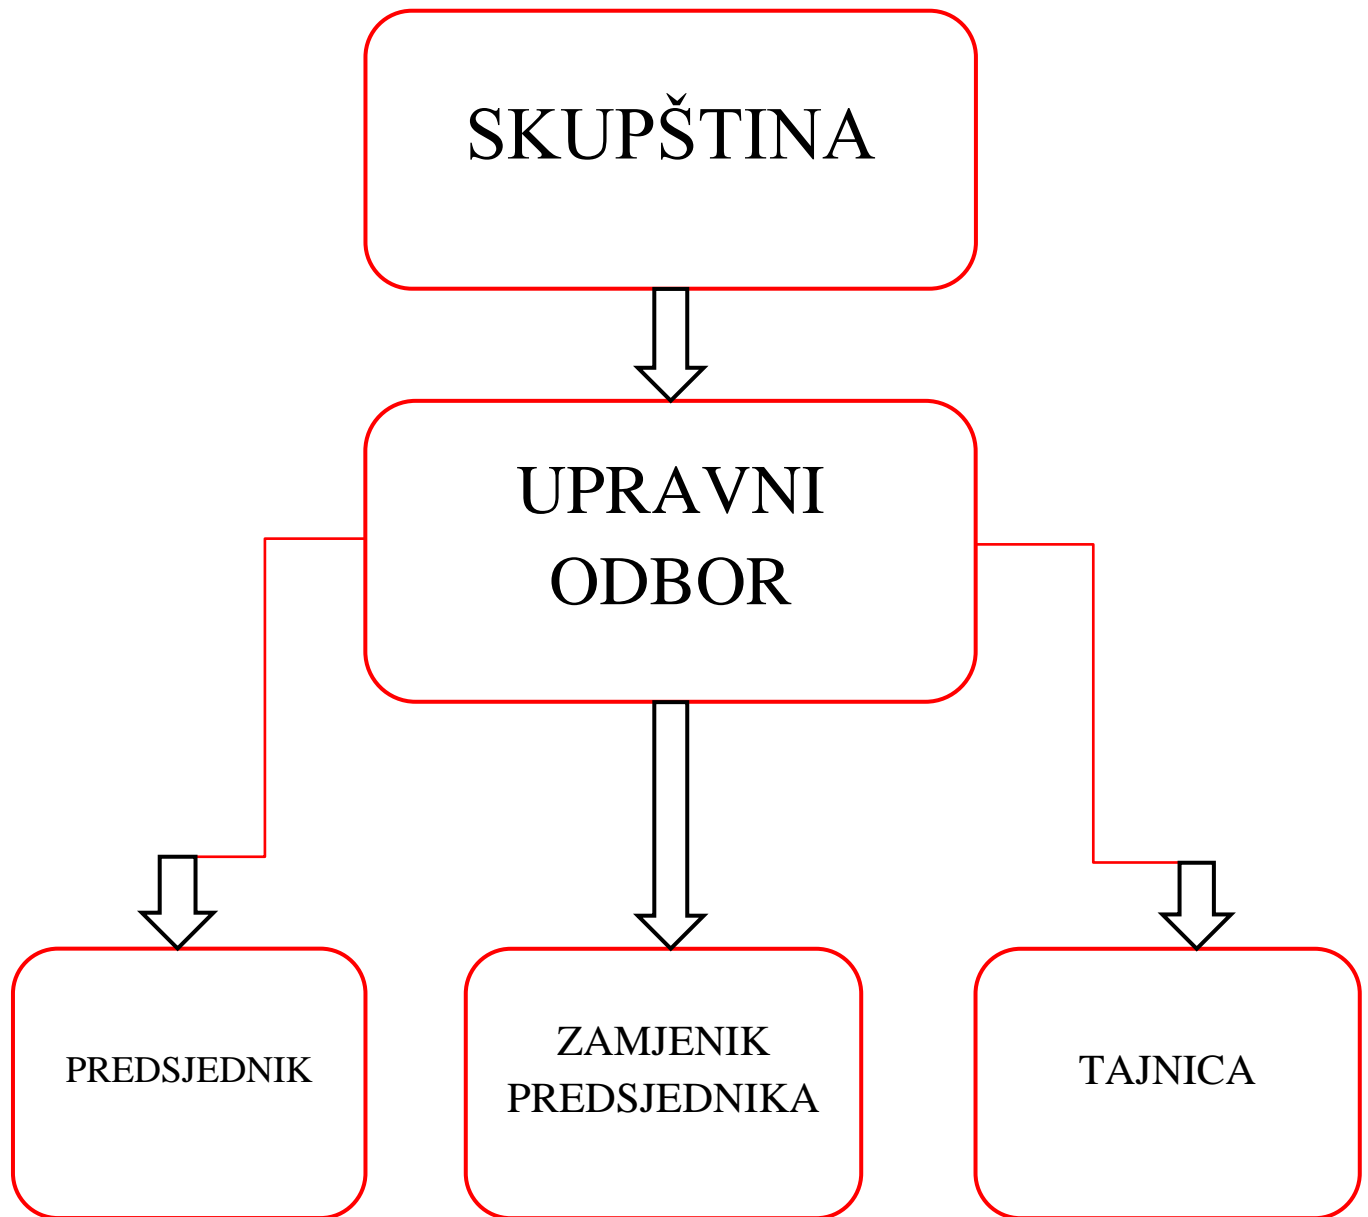 SKUPŠTINA
UPRAVNI
ODBOR
PREDSJEDNIK
ZAMJENIK
PREDSJEDNIKA
TAJNICA